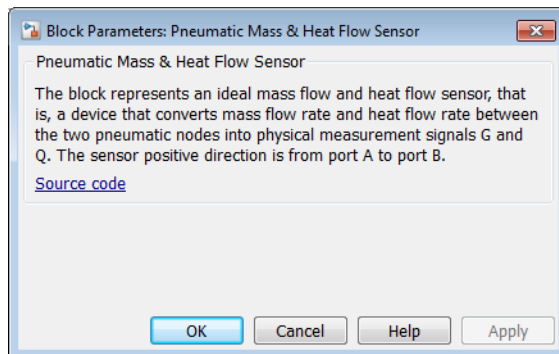 Block Parameters: Pneumatic Mass & Heat Flow Sensor
Pneumatic Mass & Heat Flow Sensor
The block represents an ideal mass flow and heat flow sensor, that
is, a device that converts mass flow rate and heat flow rate between
the two pneumatic nodes into physical measurement signals G and
Q. The sensor positive direction is from port A to port B.
Source code
OK Cancel Help Apply